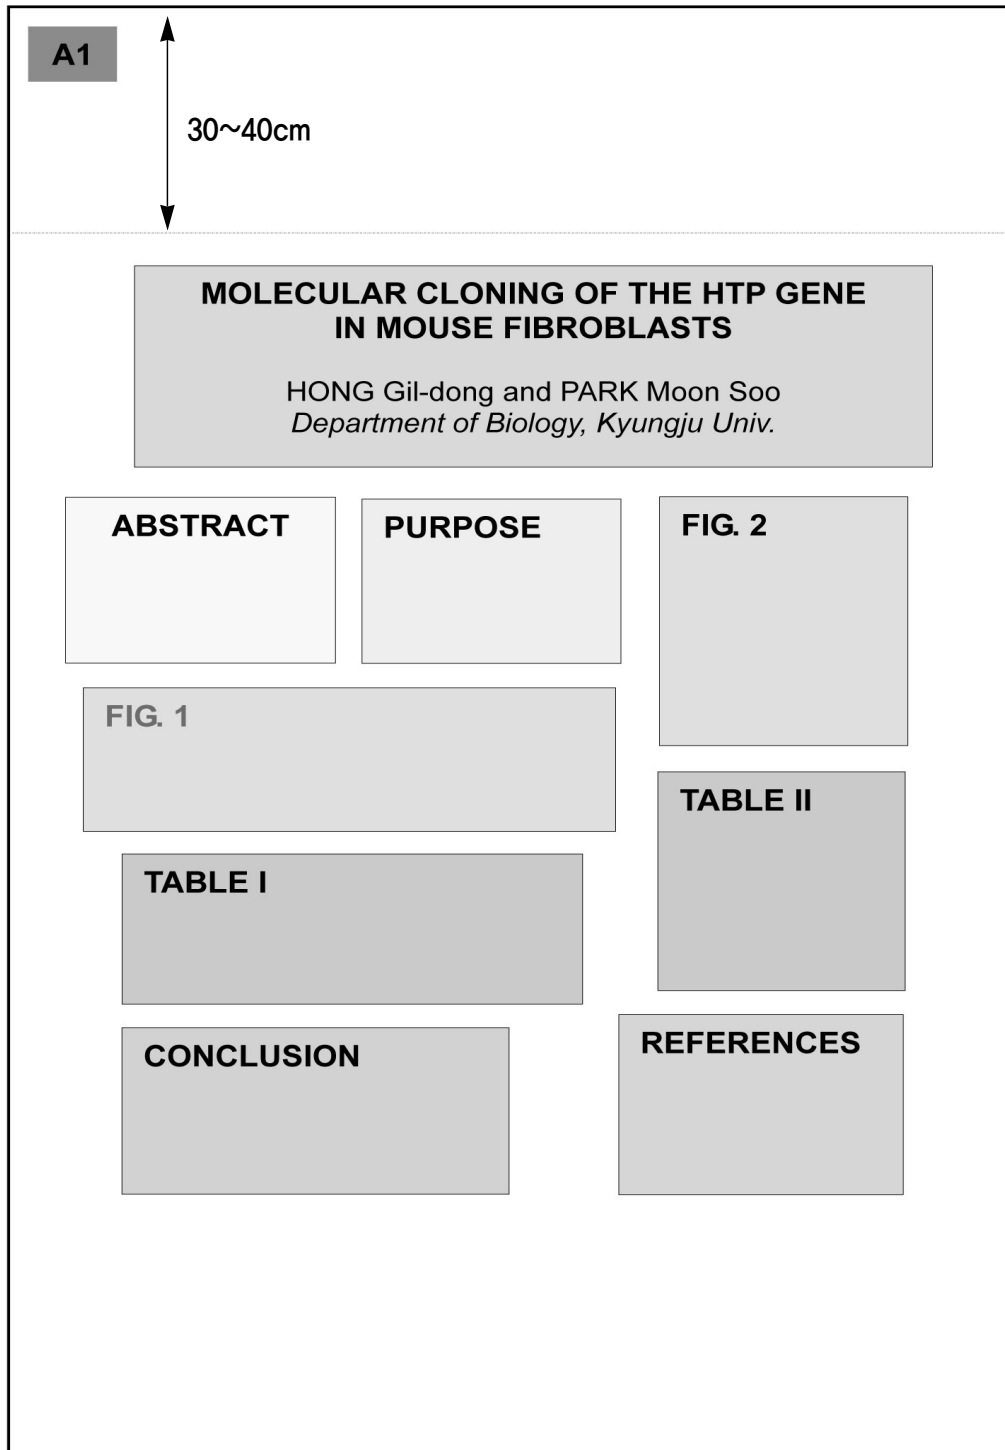 A1
30~40cm
MOLECULAR CLONING OF THE HTP GENE
IN MOUSE FIBROBLASTS
HONG Gil-dong and PARK Moon Soo
Department of Biology, Kyungju Univ.
ABSTRACT
PURPOSE
FIG. 2
FIG. 1
TABLE II
TABLE I
CONCLUSION
REFERENCES